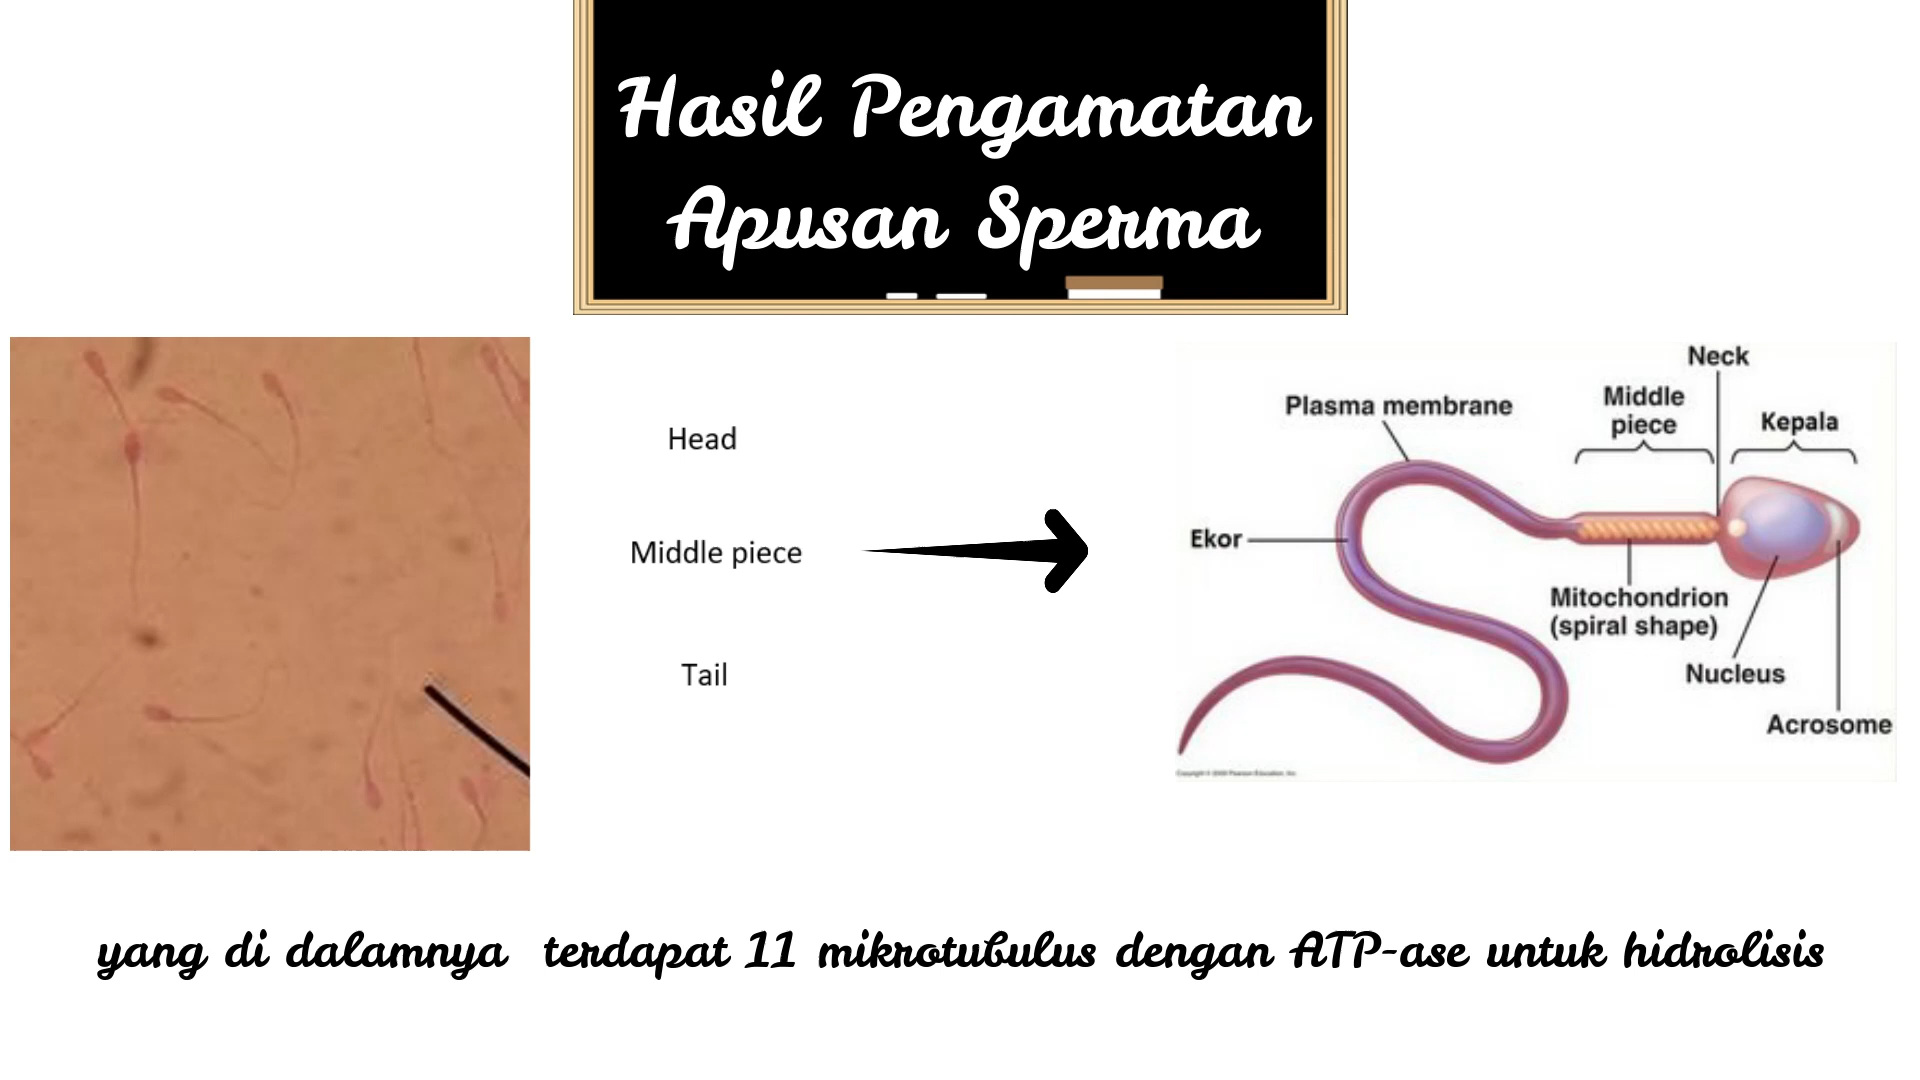 Hasil Pengamatan
Apusan Sperma
Head
Middle piece
Tail
Neck
Plasma membrane
Middle
piece
Kepala
Ekor
Mitochondrion
(spiral shape)
Nucleus
Acrosome
yang di dalamnya terdapat 11 mikrotubulus dengan ATP-ase untuk hidrolisis